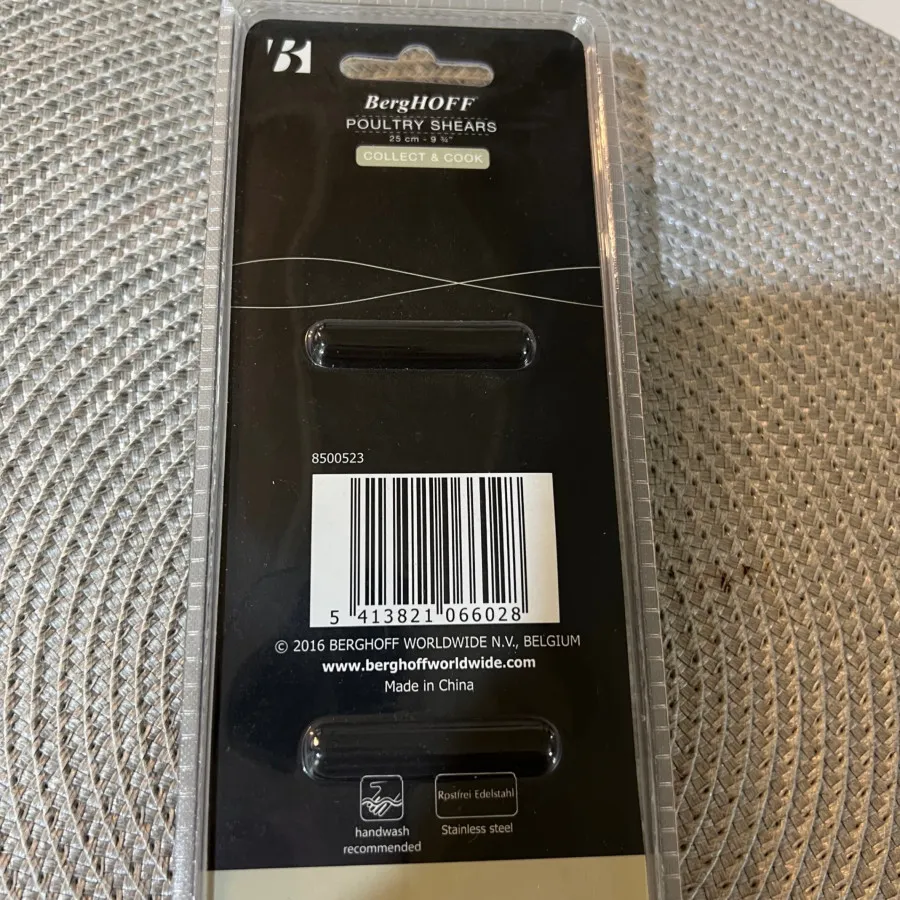 B
BergHOFF
POULTRY SHEARS
25 cm - 9 ¾"
COLLECT & COOK
8500523
5 413821 066028
© 2016 BERGHOFF WORLDWIDE N.V., BELGIUM
www.berghoffworldwide.com
Made in China
Rostfrei Edelstahl
handwash
recommended
Stainless steel